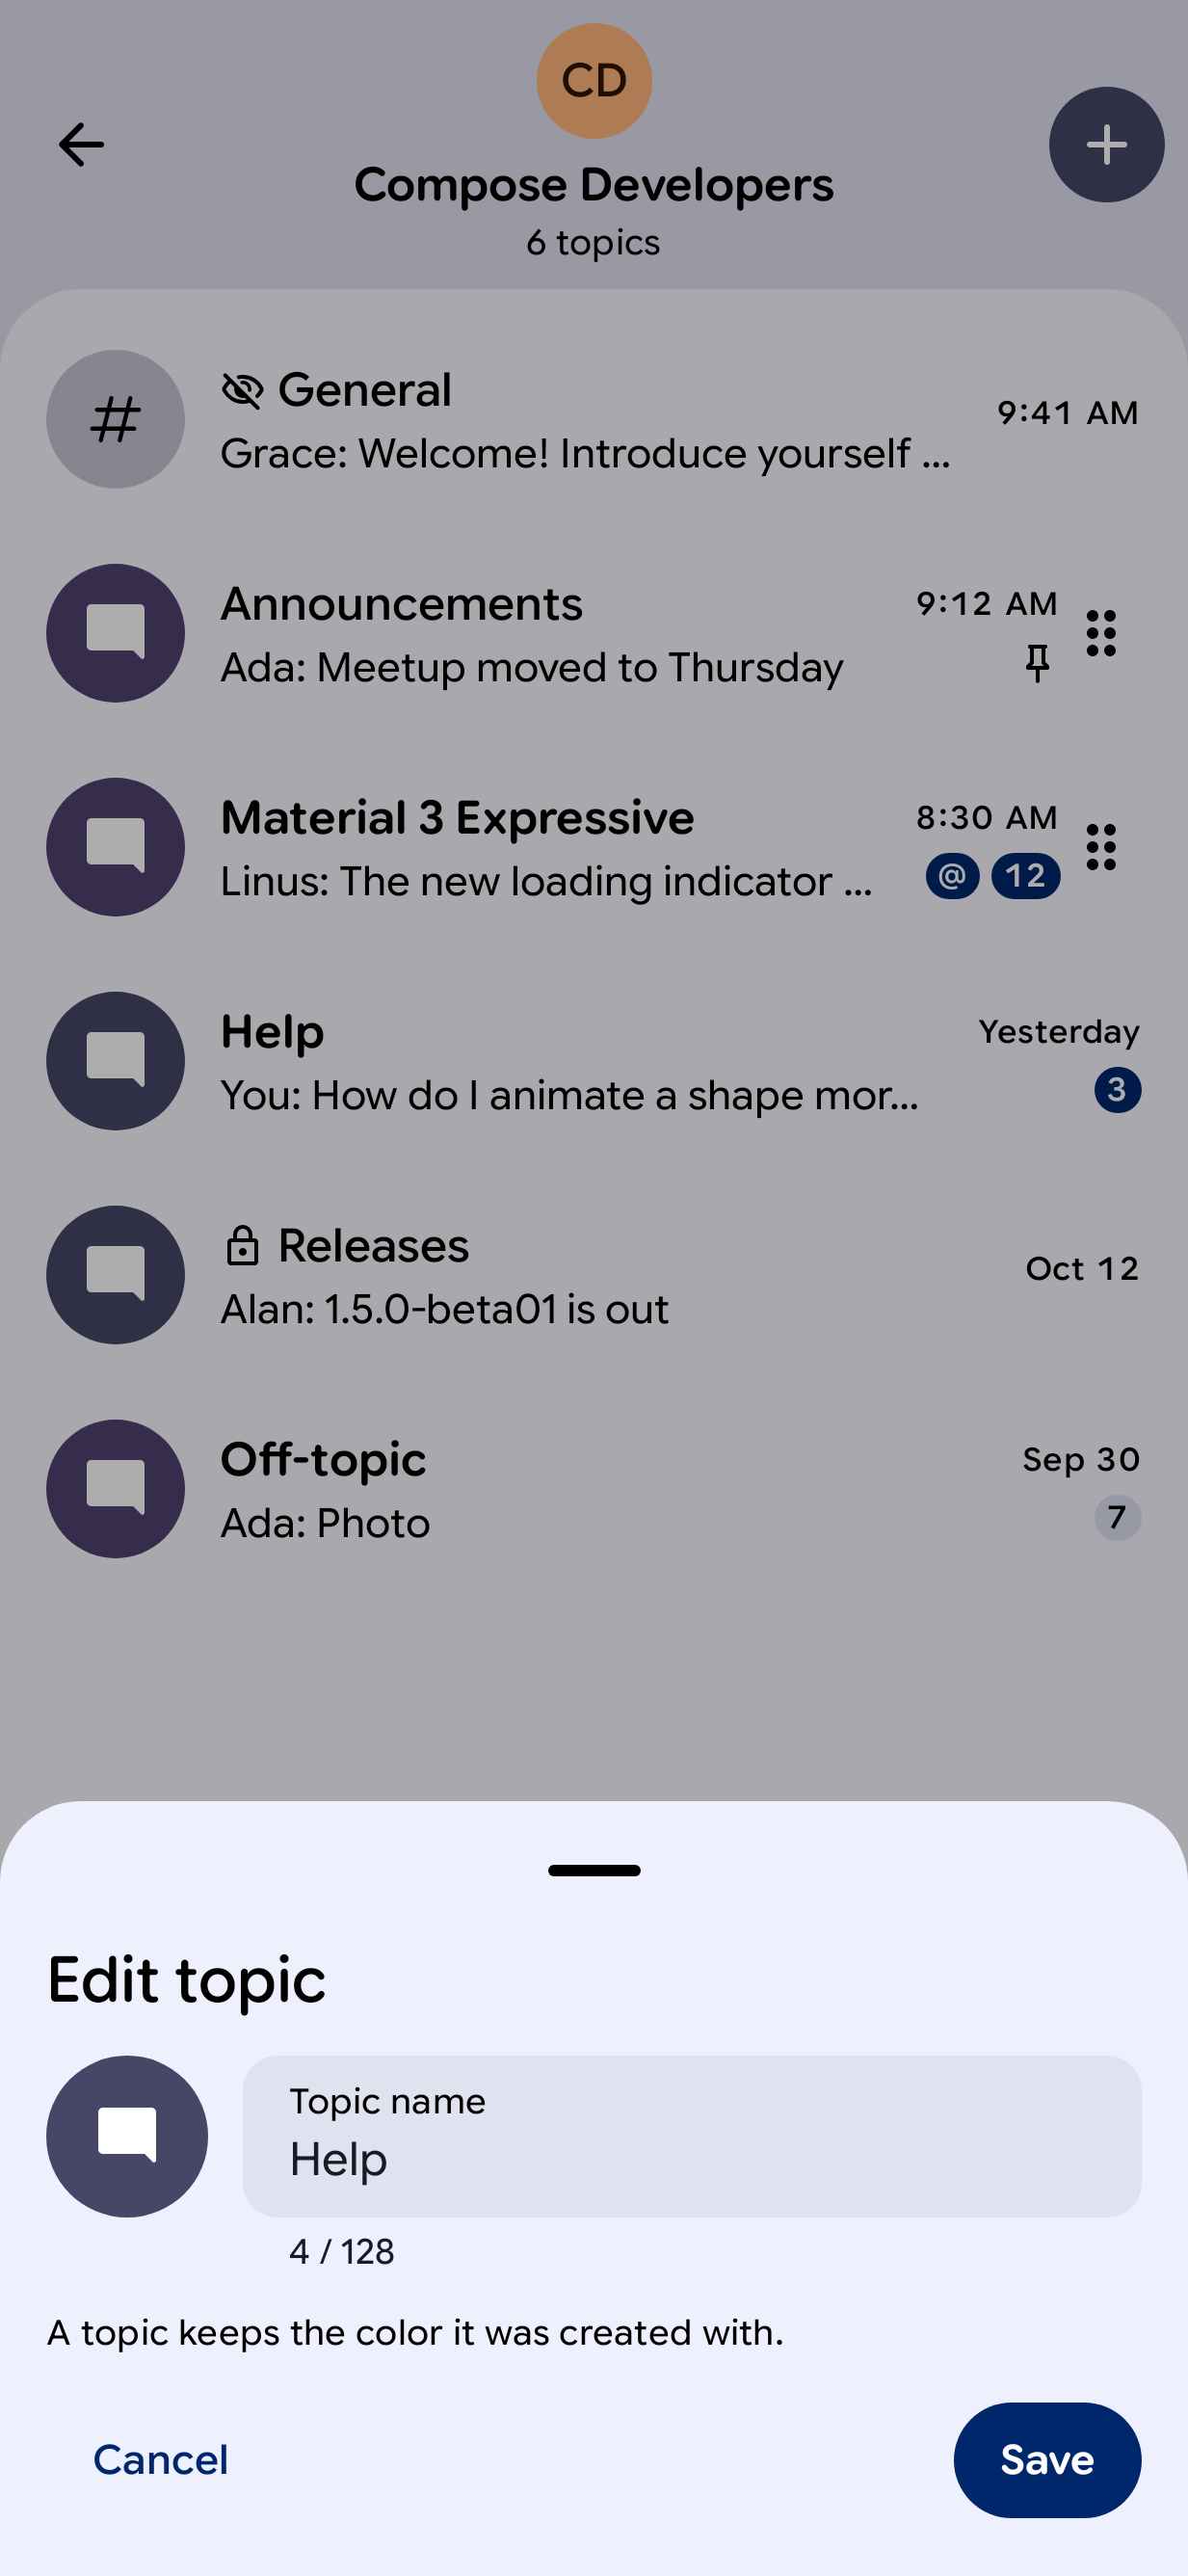 CD
Compose Developers
6 topics
#
General
9:41 AM
Grace: Welcome! Introduce yourself ...
Announcements
9:12 AM
Ada: Meetup moved to Thursday
Material 3 Expressive
8:30 AM
Linus: The new loading indicator ...
@ 12
Help
Yesterday
You: How do I animate a shape mor...
3
Releases
Oct 12
Alan: 1.5.0-beta01 is out
Off-topic
Sep 30
Ada: Photo
7
Edit topic
Topic name
Help
4 / 128
A topic keeps the color it was created with.
Cancel
Save